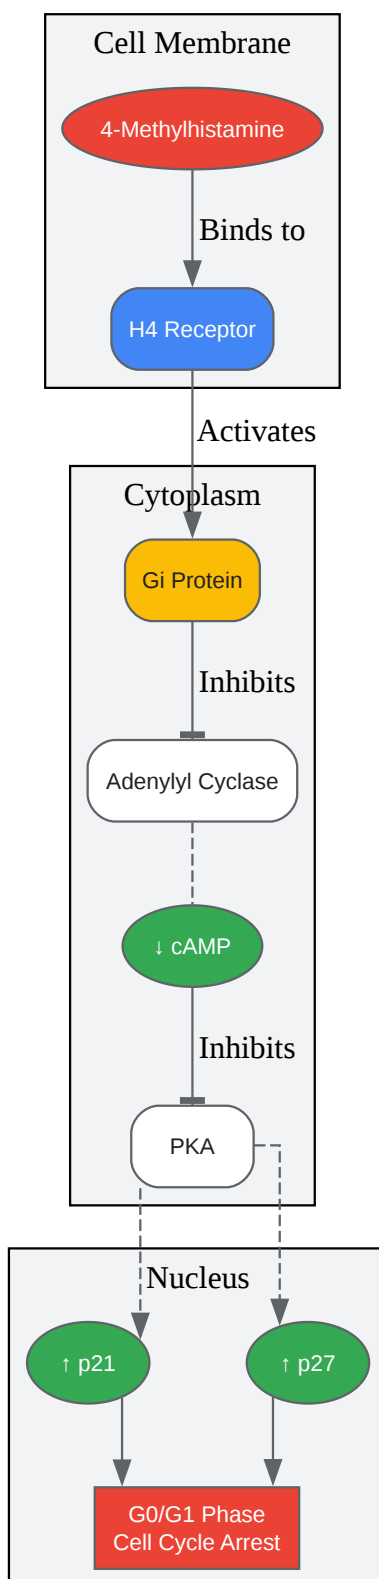 Cell Membrane
4-Methylhistamine
Binds to
H4 Receptor
Activates
Cytoplasm
Gi Protein
Inhibits
Adenylyl Cyclase
↓ cAMP
Inhibits
PKA
Nucleus
↑ p21
↑ p27
G0/G1 Phase
Cell Cycle Arrest